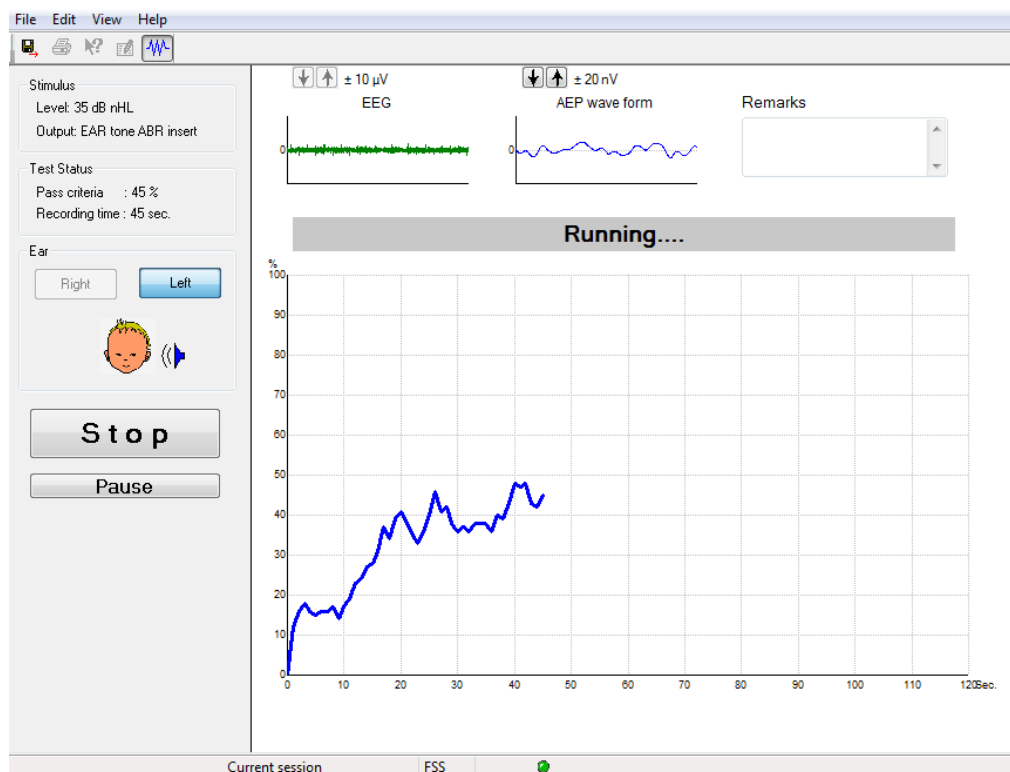 File Edit View Help
Stimulus
Level: 35 dB nHL
Output: EAR tone ABR insert
Test Status
Pass criteria : 45 %
Recording time : 45 sec.
Ear
Right Left
Stop
Pause
± 10 µV
EEG
0
± 20 nV
AEP wave form
0
Remarks
Running....
%
100
90
80
70
60
50
40
30
20
10
0
0 10 20 30 40 50 60 70 80 90 100 110 120 Sec.
Current session FSS